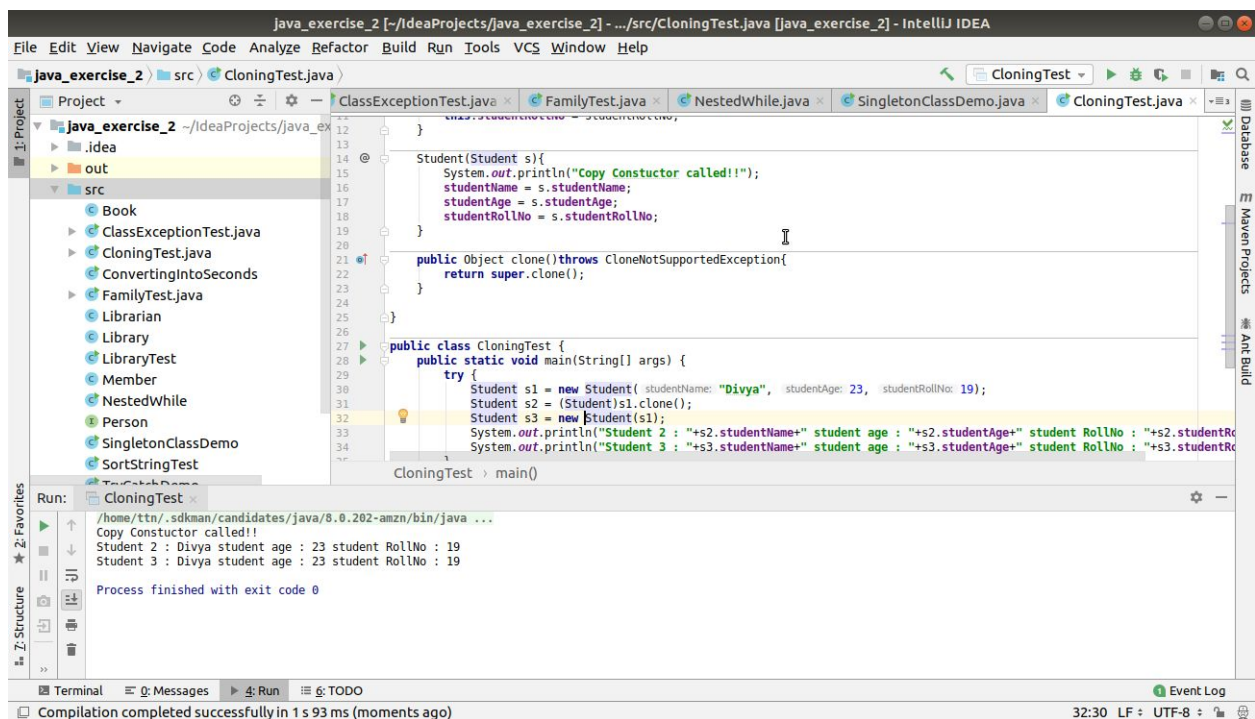 java_exercise_2 [~/IdeaProjects/java_exercise_2] - .../src/CloningTest.java [java_exercise_2] - IntelliJ IDEA
File Edit View Navigate Code Analyze Refactor Build Run Tools VCS Window Help
java_exercise_2 src CloningTest.java
CloningTest
1: Project
Project
ClassExceptionTest.java
FamilyTest.java
NestedWhile.java
SingletonClassDemo.java
CloningTest.java
3
java_exercise_2 ~/IdeaProjects/java_ex
.idea
out
src
Book
ClassExceptionTest.java
CloningTest.java
ConvertingIntoSeconds
FamilyTest.java
Librarian
Library
LibraryTest
Member
NestedWhile
Person
SingletonClassDemo
SortStringTest
TryCatchDemo
this.studentRollNo = studentRollNo;
12 }
13
14 @ Student(Student s){
15 System.out.println("Copy Constuctor called!!");
16 studentName = s.studentName;
17 studentAge = s.studentAge;
18 studentRollNo = s.studentRollNo;
19 }
20
21 public Object clone()throws CloneNotSupportedException{
22 return super.clone();
23 }
24
25 }
26
27 public class CloningTest {
28 public static void main(String[] args) {
29 try {
30 Student s1 = new Student( studentName: "Divya", studentAge: 23, studentRollNo: 19);
31 Student s2 = (Student)s1.clone();
32 Student s3 = new Student(s1);
33 System.out.println("Student 2 : "+s2.studentName+" student age : "+s2.studentAge+" student RollNo : "+s2.studentRo
34 System.out.println("Student 3 : "+s3.studentName+" student age : "+s3.studentAge+" student RollNo : "+s3.studentRo
CloningTest › main()
Database
m Maven Projects
Ant Build
2: Favorites
7: Structure
Run: CloningTest
/home/ttn/.sdkman/candidates/java/8.0.202-amzn/bin/java ...
Copy Constuctor called!!
Student 2 : Divya student age : 23 student RollNo : 19
Student 3 : Divya student age : 23 student RollNo : 19
Process finished with exit code 0
Terminal 0: Messages 4: Run 6: TODO 1 Event Log
Compilation completed successfully in 1 s 93 ms (moments ago) 32:30 LF UTF-8